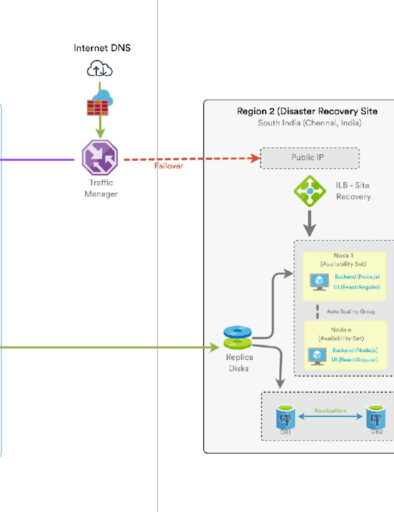 Internet DNS
Traffic
Manager
Failover
Region 2 (Disaster Recovery Site
South India (Chennai, India)
Public IP
ILB - Site
Recovery
Node 1
(Availability Set)
Backend (Node.js)
UI (React/Angular)
Auto Scaling Group
Node n
(Availability Set)
Backend (Node.js)
UI (React/Angular)
Replica
Disks
Replication
DB1
DB2